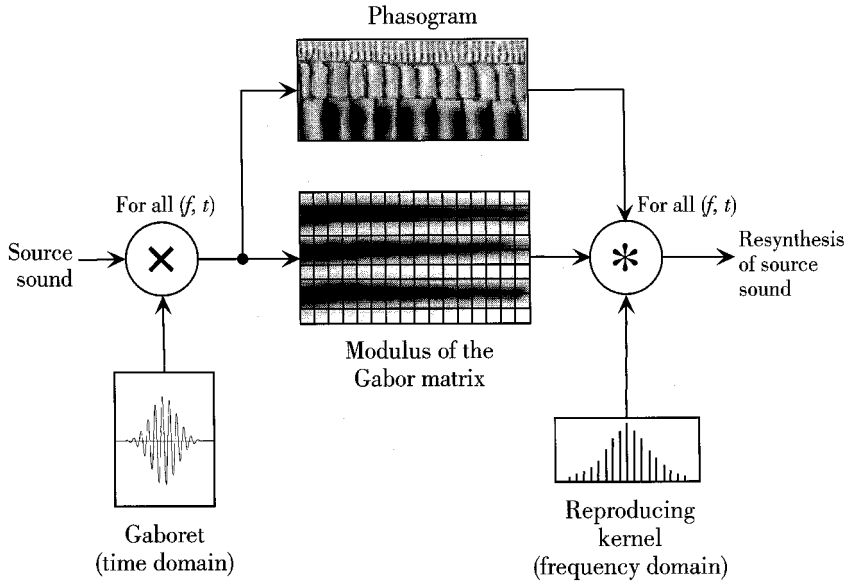 Phasogram
For all (f, t)
For all (f, t)
Source
sound
×
*
Resynthesis
of source
sound
Modulus of the
Gabor matrix
Gaboret
(time domain)
Reproducing
kernel
(frequency domain)